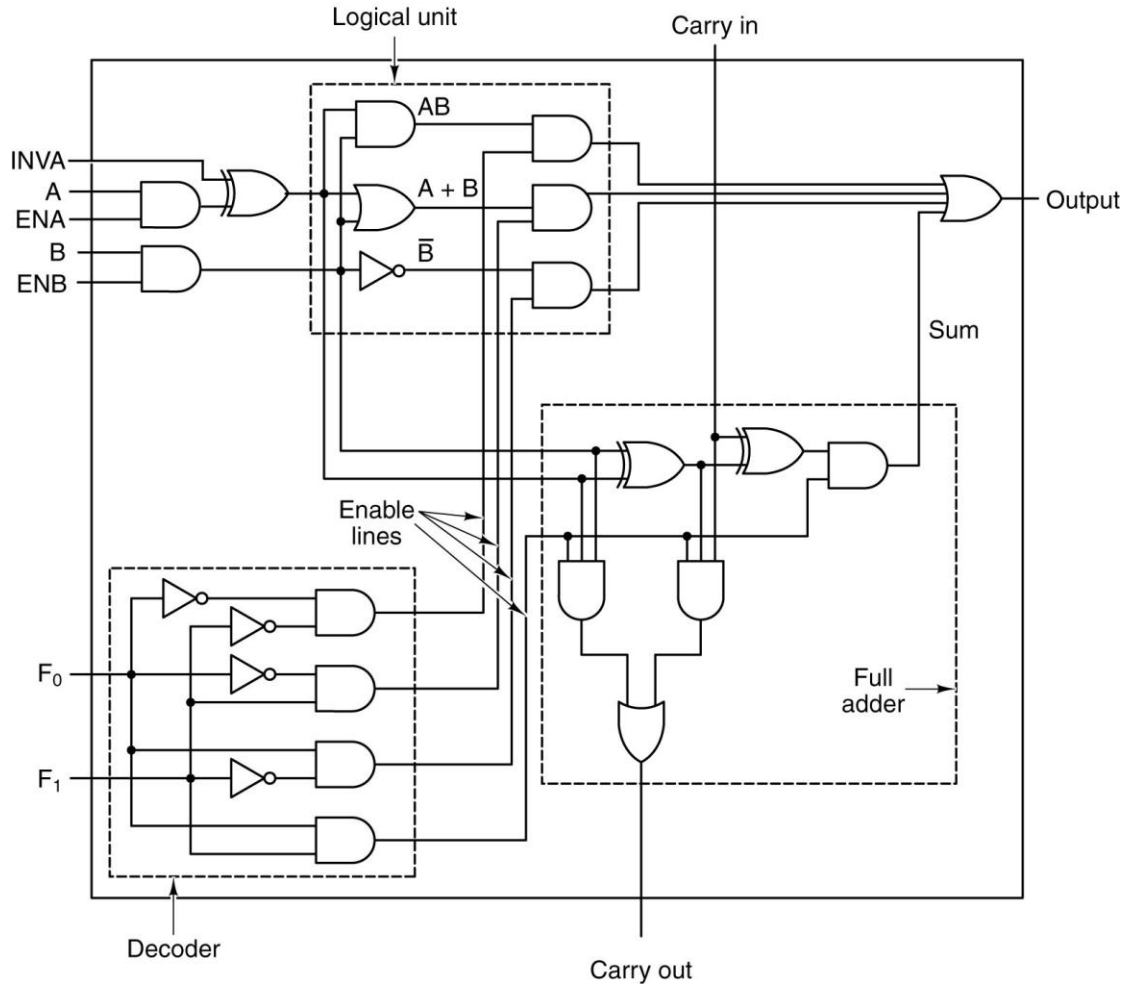 Logical unit
Carry in
AB
INVA
A
A + B
Output
ENA
B
B̅
ENB
Sum
Enable
lines
F₀
Full
adder
F₁
Decoder
Carry out